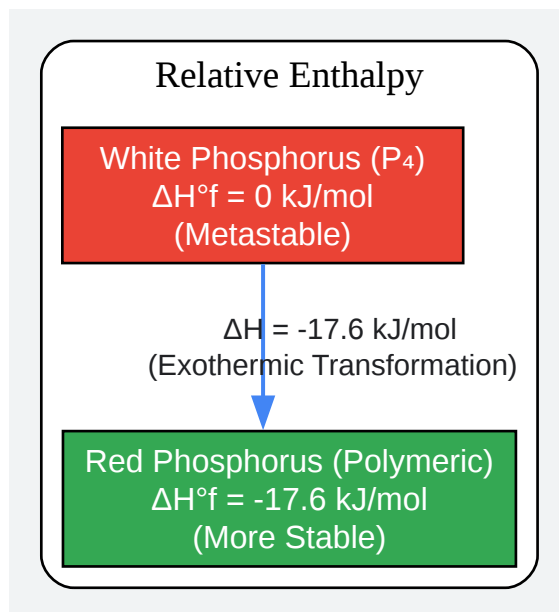 Relative Enthalpy
White Phosphorus (P₄)
ΔH°f = 0 kJ/mol
(Metastable)
ΔH = -17.6 kJ/mol
(Exothermic Transformation)
Red Phosphorus (Polymeric)
ΔH°f = -17.6 kJ/mol
(More Stable)